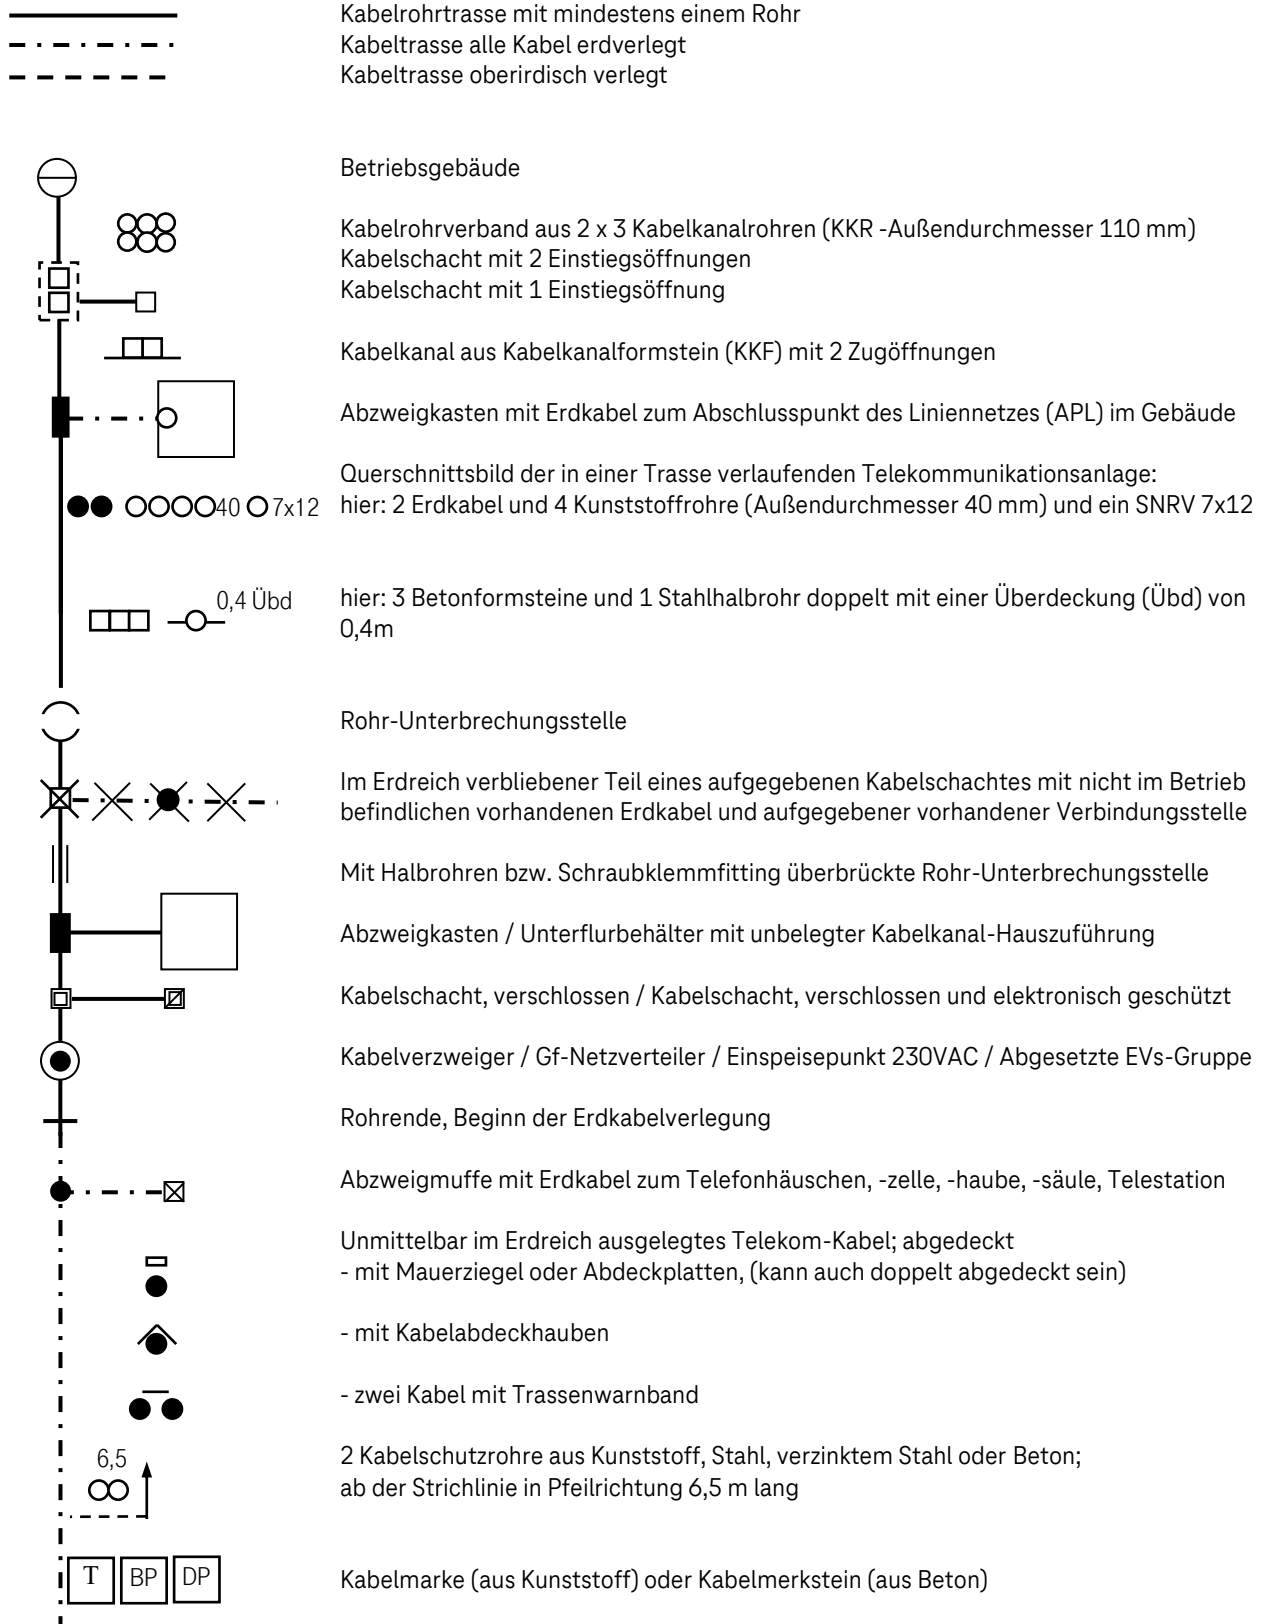 Kabelrohrtrasse mit mindestens einem Rohr
Kabeltrasse alle Kabel erdverlegt
Kabeltrasse oberirdisch verlegt
Betriebsgebäude
Kabelrohrverband aus 2 x 3 Kabelkanalrohren (KKR -Außendurchmesser 110 mm)
Kabelschacht mit 2 Einstiegsöffnungen
Kabelschacht mit 1 Einstiegsöffnung
Kabelkanal aus Kabelkanalformstein (KKF) mit 2 Zugöffnungen
Abzweigkasten mit Erdkabel zum Abschlusspunkt des Liniennetzes (APL) im Gebäude
Querschnittsbild der in einer Trasse verlaufenden Telekommunikationsanlage:
40 7x12 hier: 2 Erdkabel und 4 Kunststoffrohre (Außendurchmesser 40 mm) und ein SNRV 7x12
0,4 Übd hier: 3 Betonformsteine und 1 Stahlhalbrohr doppelt mit einer Überdeckung (Übd) von
0,4m
Rohr-Unterbrechungsstelle
Im Erdreich verbliebener Teil eines aufgegebenen Kabelschachtes mit nicht im Betrieb
befindlichen vorhandenen Erdkabel und aufgegebener vorhandener Verbindungsstelle
Mit Halbrohren bzw. Schraubklemmfitting überbrückte Rohr-Unterbrechungsstelle
Abzweigkasten / Unterflurbehälter mit unbelegter Kabelkanal-Hauszuführung
Kabelschacht, verschlossen / Kabelschacht, verschlossen und elektronisch geschützt
Kabelverzweiger / Gf-Netzverteiler / Einspeisepunkt 230VAC / Abgesetzte EVs-Gruppe
Rohrende, Beginn der Erdkabelverlegung
Abzweigmuffe mit Erdkabel zum Telefonhäuschen, -zelle, -haube, -säule, Telestation
Unmittelbar im Erdreich ausgelegtes Telekom-Kabel; abgedeckt
- mit Mauerziegel oder Abdeckplatten, (kann auch doppelt abgedeckt sein)
- mit Kabelabdeckhauben
- zwei Kabel mit Trassenwarnband
6,5 2 Kabelschutzrohre aus Kunststoff, Stahl, verzinktem Stahl oder Beton;
ab der Strichlinie in Pfeilrichtung 6,5 m lang
T BP DP Kabelmarke (aus Kunststoff) oder Kabelmerkstein (aus Beton)